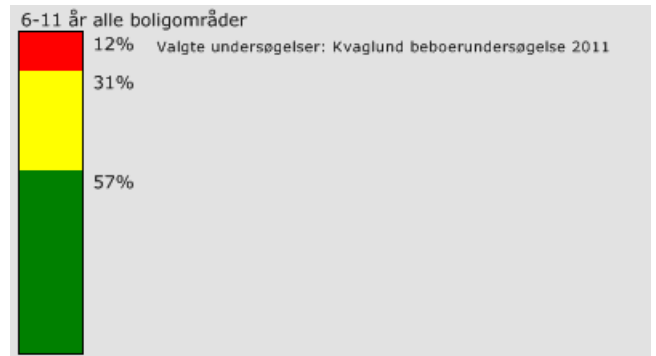 6-11 år alle boligområder
12% Valgte undersøgelser: Kvaglund beboerundersøgelse 2011
31%
57%